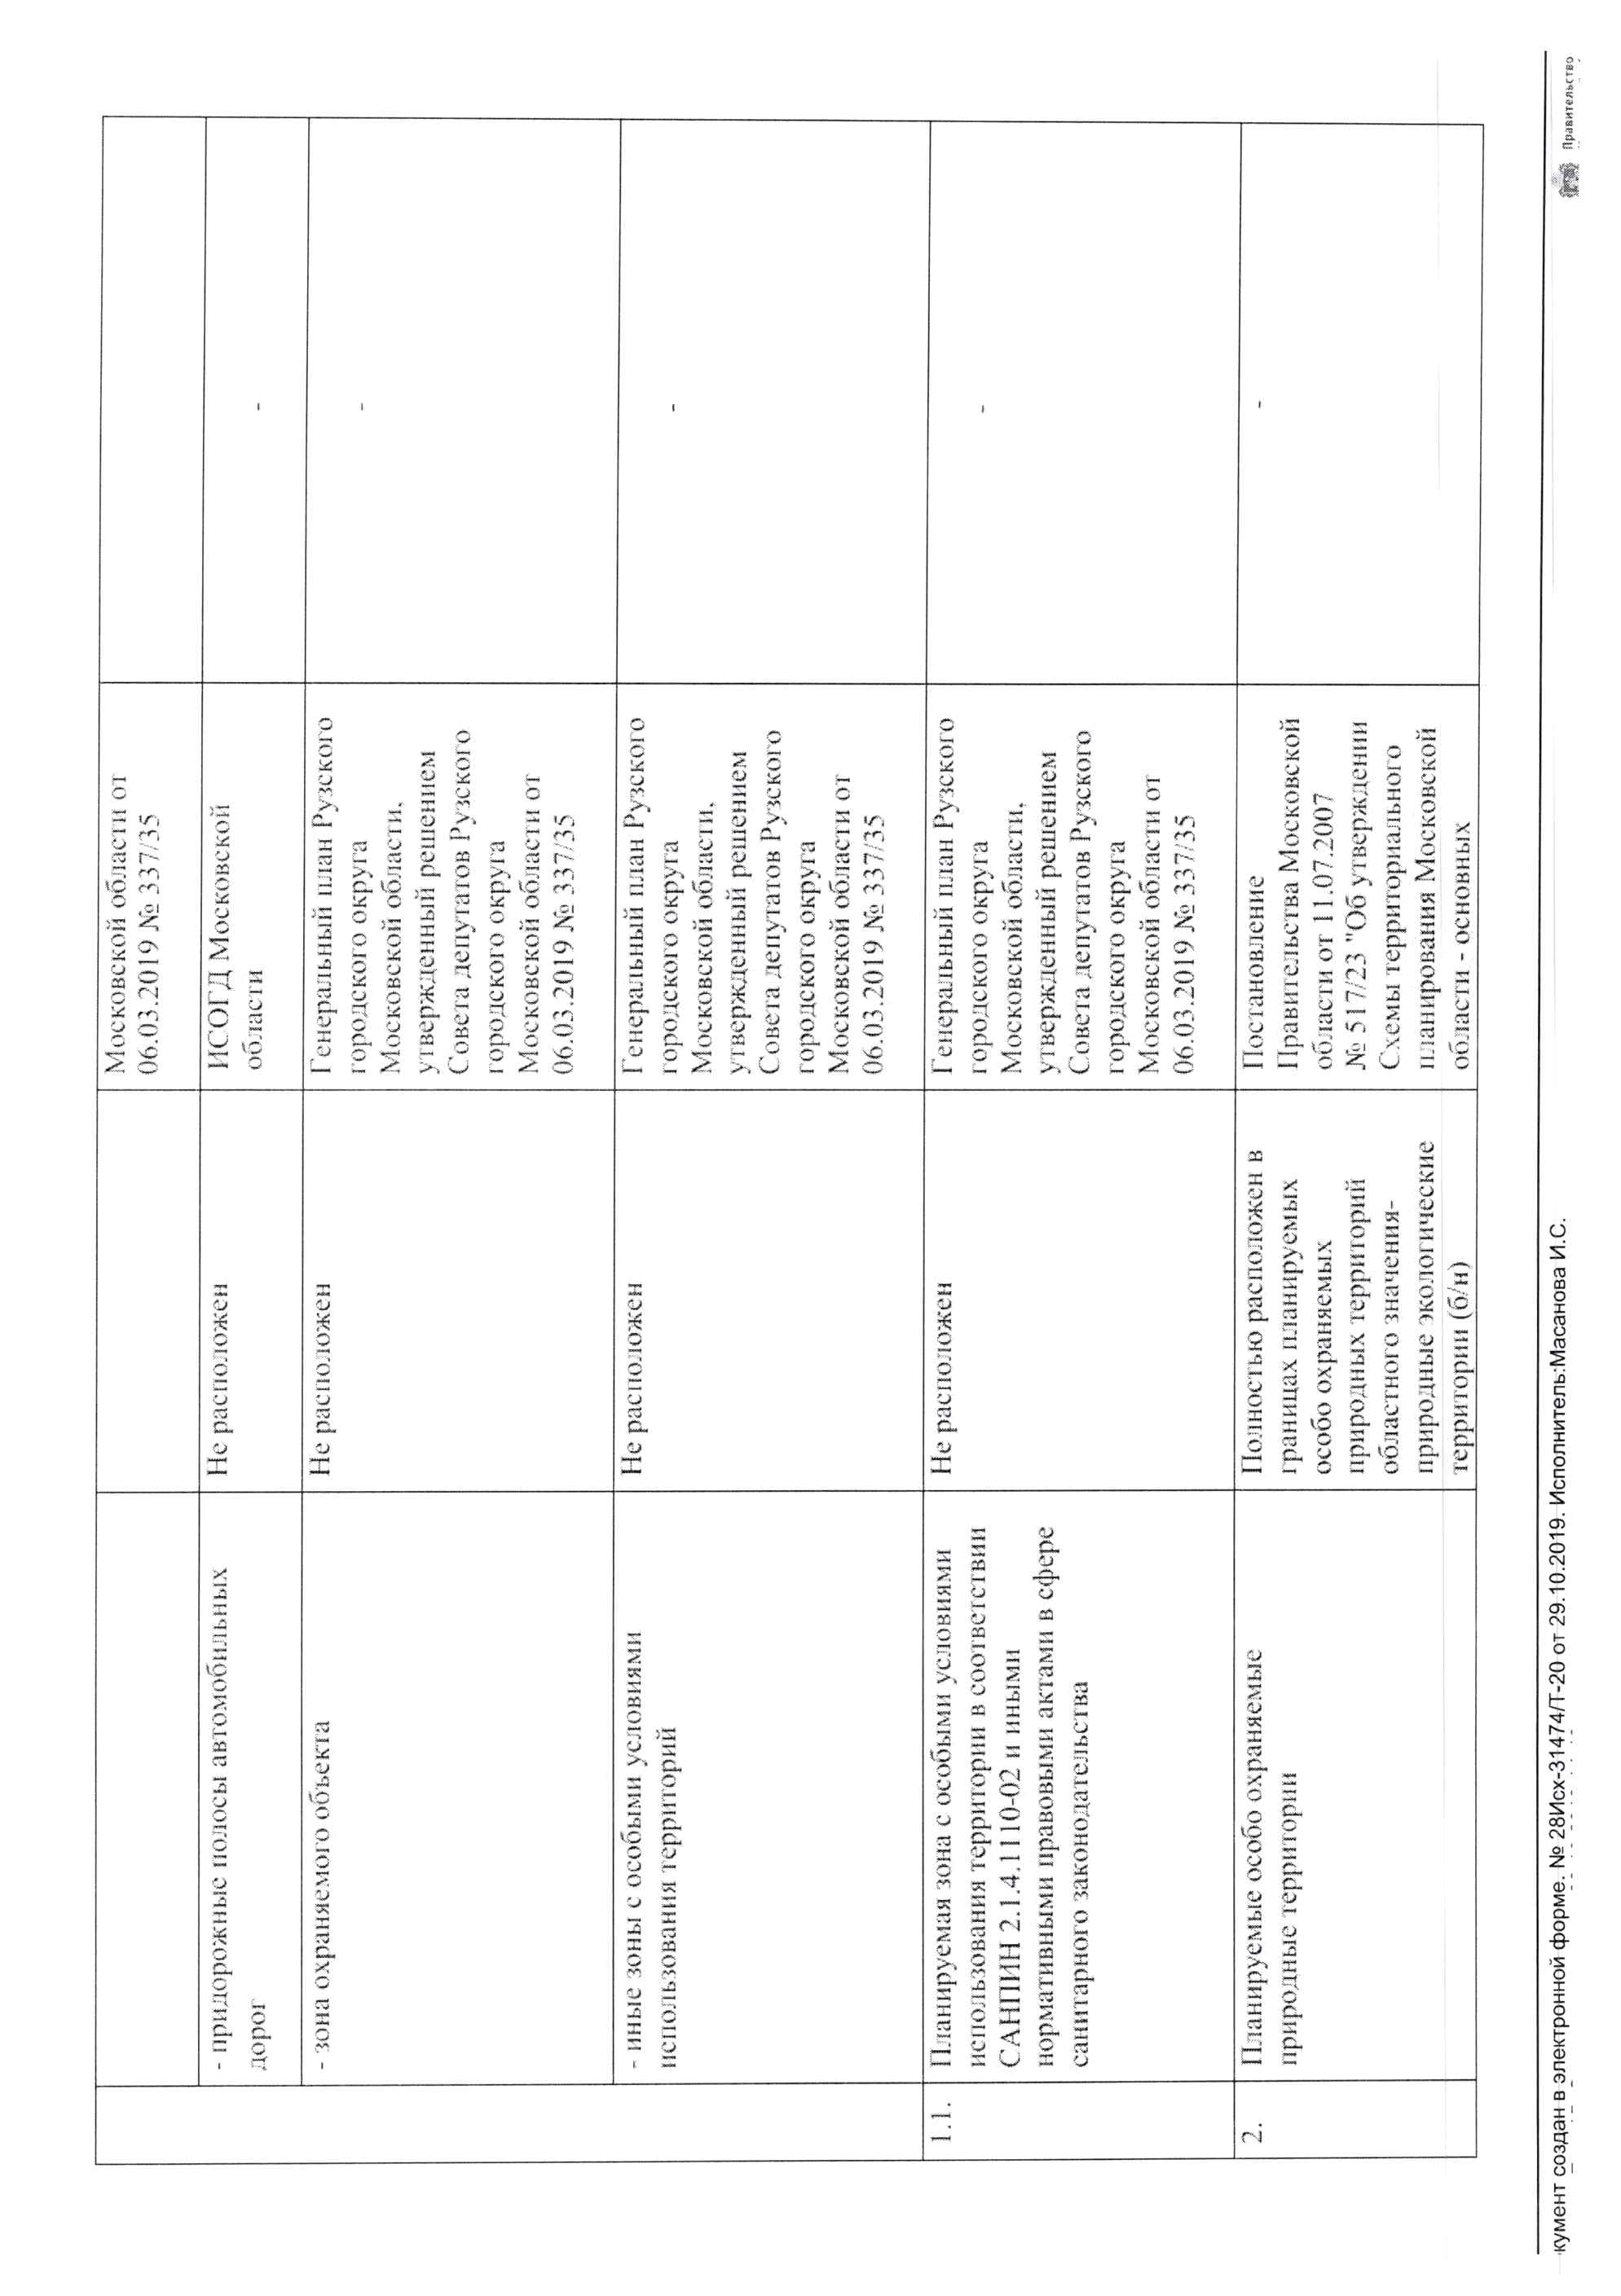 Московской области от
06.03.2019 № 337/35
- придорожные полосы автомобильных
дорог
Не расположен
ИСОГД Московской
области
-
- зона охраняемого объекта
Не расположен
Генеральный план Рузского
городского округа
Московской области,
утвержденный решением
Совета депутатов Рузского
городского округа
Московской области от
06.03.2019 № 337/35
-
- иные зоны с особыми условиями
использования территорий
Не расположен
Генеральный план Рузского
городского округа
Московской области,
утвержденный решением
Совета депутатов Рузского
городского округа
Московской области от
06.03.2019 № 337/35
-
1.1.
Планируемая зона с особыми условиями
использования территории в соответствии
САНПИН 2.1.4.1110-02 и иными
нормативными правовыми актами в сфере
санитарного законодательства
Не расположен
Генеральный план Рузского
городского округа
Московской области,
утвержденный решением
Совета депутатов Рузского
городского округа
Московской области от
06.03.2019 № 337/35
-
2.
Планируемые особо охраняемые
природные территории
Полностью расположен в
границах планируемых
особо охраняемых
природных территорий
областного значения-
природные экологические
территории (б/н)
Постановление
Правительства Московской
области от 11.07.2007
№ 517/23 "Об утверждении
Схемы территориального
планирования Московской
области - основных
-
кумент создан в электронной форме. № 28Исх-31474/Т-20 от 29.10.2019. Исполнитель:Масанова И.С.
Правительство